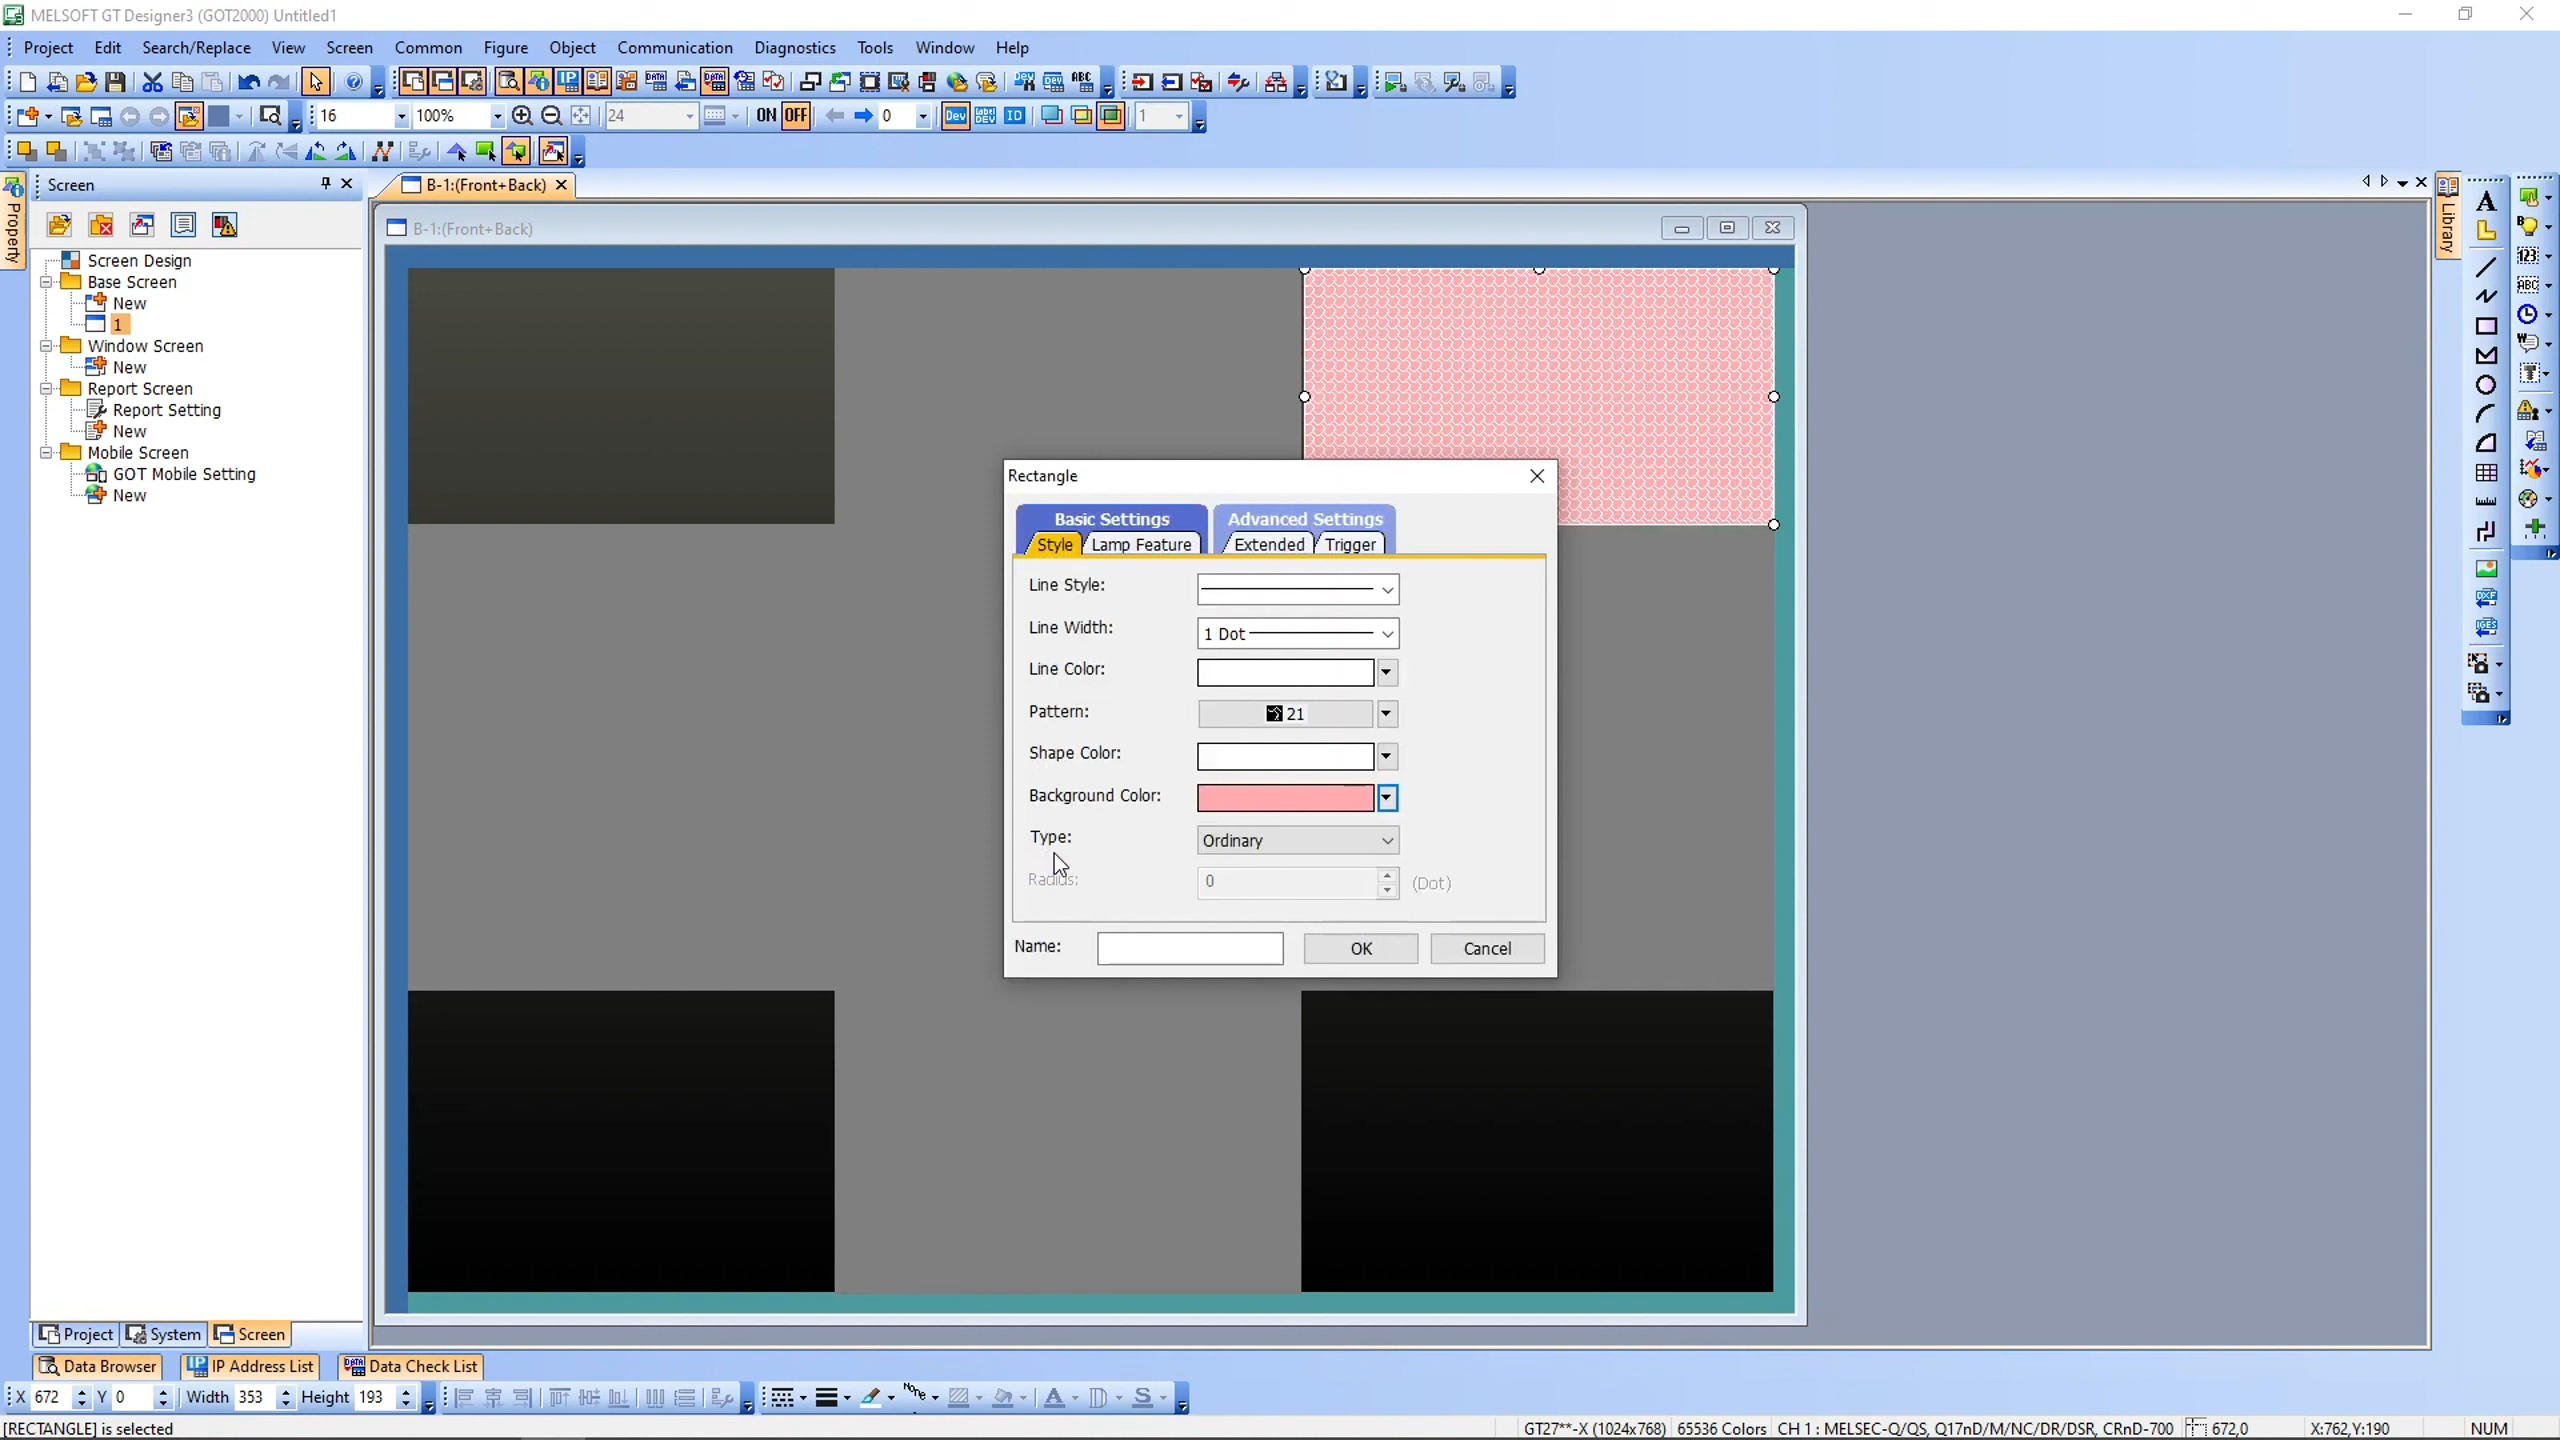 MELSOFT GT Designer3 (GOT2000) Untitled1
Project Edit Search/Replace View Screen Common Figure Object Communication Diagnostics Tools Window Help
16 100% 24 ON OFF 0 Dev ID 1
Screen
B-1:(Front+Back)
Property
Library
B-1:(Front+Back)
Screen Design
Base Screen
New
1
Window Screen
New
Report Screen
Report Setting
New
Mobile Screen
GOT Mobile Setting
New
Rectangle
Basic Settings Advanced Settings
Style Lamp Feature Extended Trigger
Line Style:
Line Width: 1 Dot
Line Color:
Pattern: 21
Shape Color:
Background Color:
Type: Ordinary
Radius: 0 (Dot)
Name: OK Cancel
Project System Screen
Data Browser IP Address List Data Check List
X 672 Y 0 Width 353 Height 193
[RECTANGLE] is selected GT27**-X (1024x768) 65536 Colors CH 1 : MELSEC-Q/QS, Q17nD/M/NC/DR/DSR, CRnD-700 672,0 X:762,Y:190 NUM